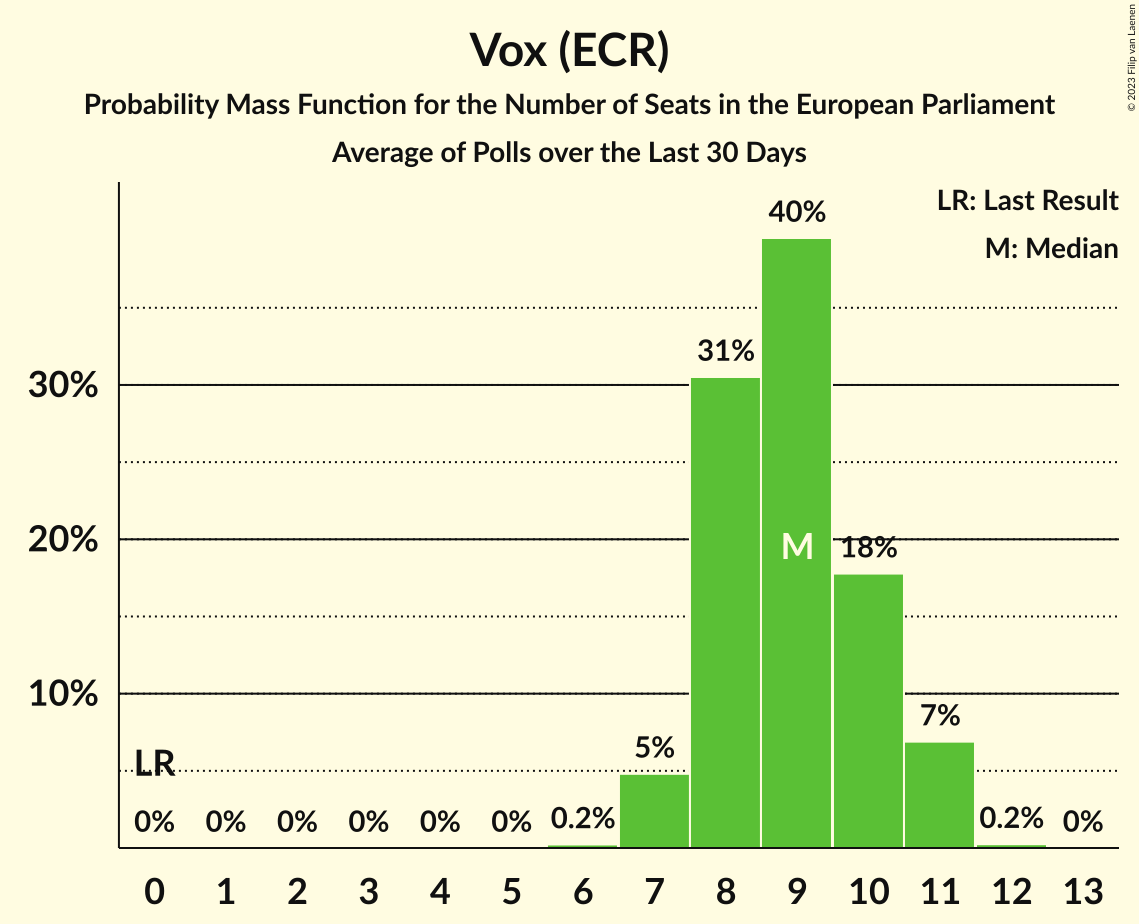 Vox (ECR)
Probability Mass Function for the Number of Seats in the European Parliament
Average of Polls over the Last 30 Days
© 2023 Filip van Laenen
LR: Last Result
M: Median
40%
31%
30%
20%
M
18%
10%
7%
5%
LR
0% 0% 0% 0% 0% 0% 0.2% 0.2% 0%
0 1 2 3 4 5 6 7 8 9 10 11 12 13